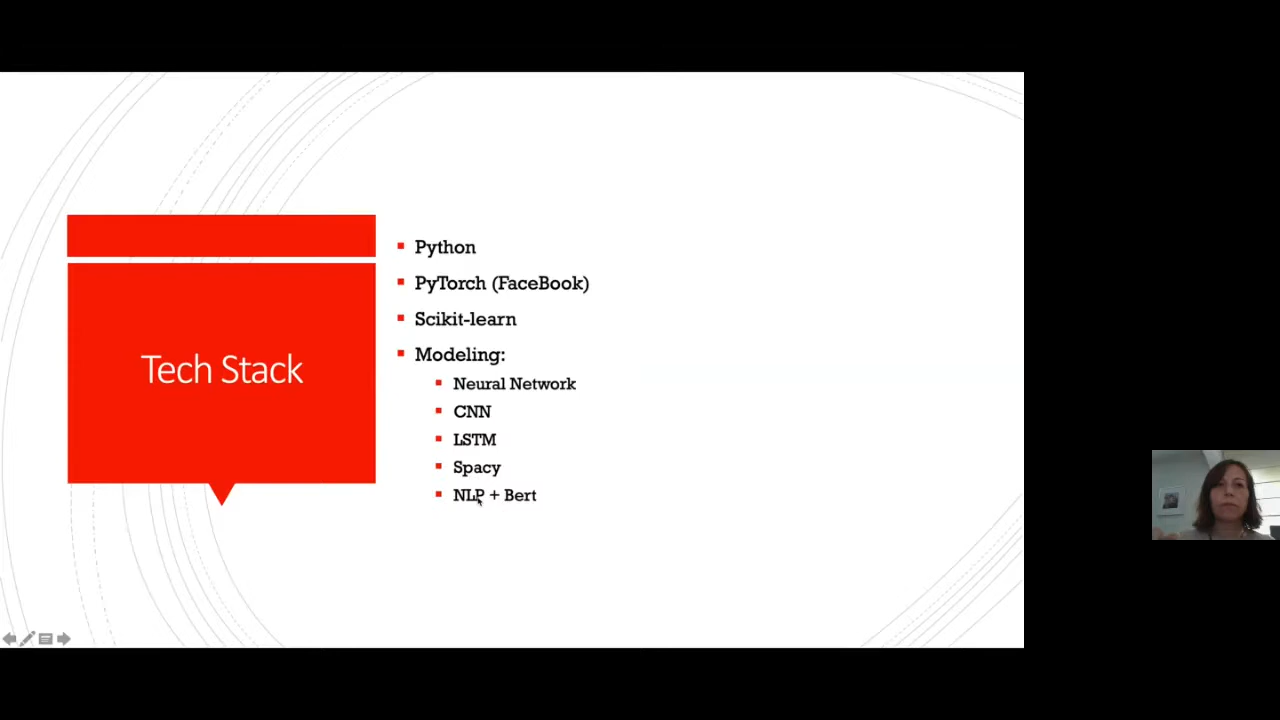 Tech Stack
Python
PyTorch (FaceBook)
Scikit-learn
Modeling:
Neural Network
CNN
LSTM
Spacy
NLP + Bert